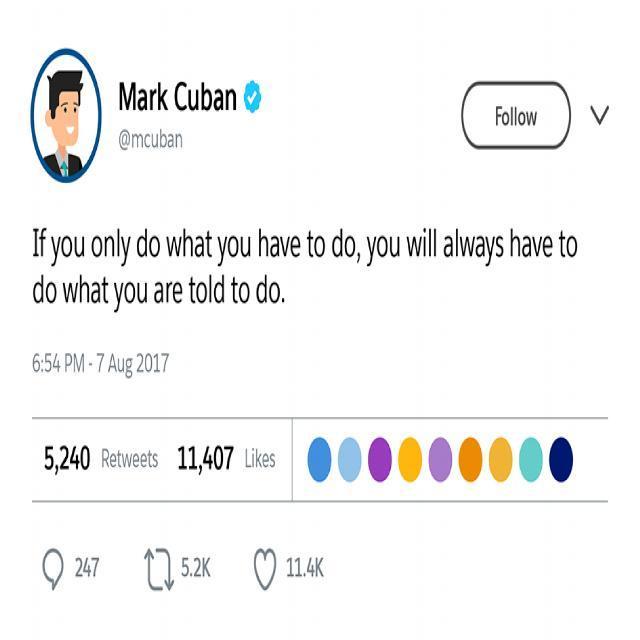 Mark Cuban
@mcuban
Follow
If you only do what you have to do, you will always have to
do what you are told to do.
6:54 PM - 7 Aug 2017
5,240 Retweets 11,407 Likes
247 5.2K 11.4K